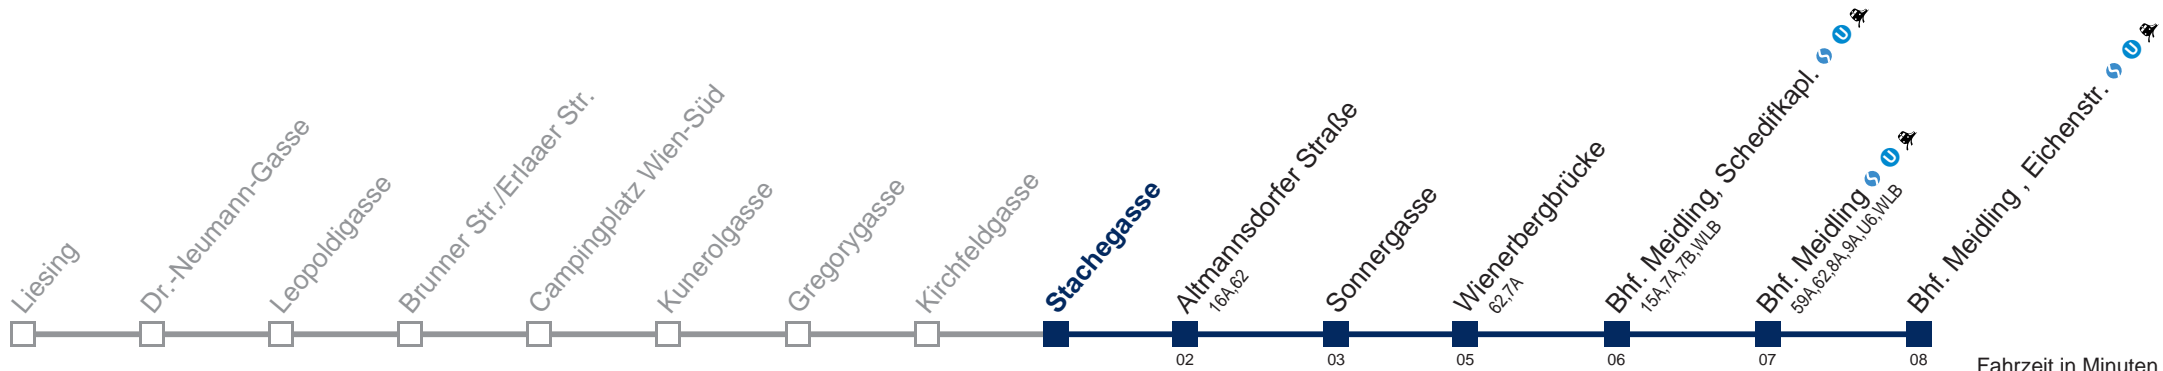 Liesing
Dr.-Neumann-Gasse
Leopoldigasse
Brunner Str./Erlaaer Str.
Campingplatz Wien-Süd
Kunerolgasse
Gregorygasse
Kirchfeldgasse
Stachegasse
Altmannsdorfer Straße
16A,62
Sonnergasse
Wienerbergbrücke
62,7A
Bhf. Meidling, Schedifkapl. S U
15A,7A,7B,WLB
Bhf. Meidling S U
59A,62,8A,9A,U6,WLB
Bhf. Meidling , Eichenstr. S U
02 03 05 06 07 08
Fahrzeit in Minuten